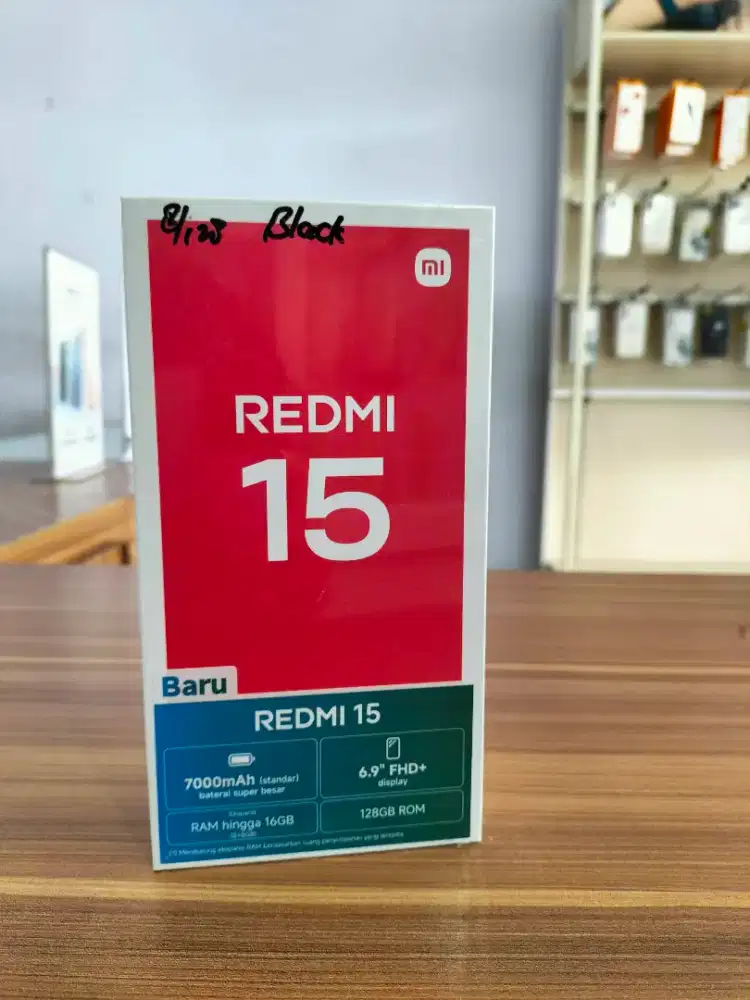 8/128 Black
mi
REDMI
15
Baru
REDMI 15
7000mAh (standar)
baterai super besar
6.9" FHD+
display
Ekspansi
RAM hingga 16GB
128GB ROM